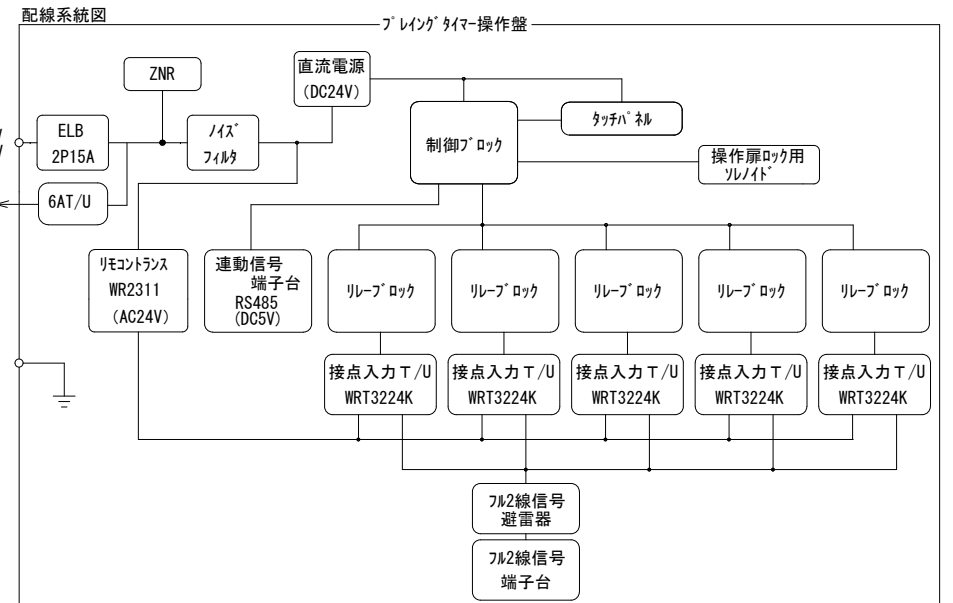 配線系統図
ﾌﾟﾚｲﾝｸﾞﾀｲﾏｰ操作盤
ZNR
直流電源
(DC24V)
ELB
2P15A
ﾉｲｽﾞ
ﾌｨﾙﾀ
制御ﾌﾞﾛｯｸ
ﾀｯﾁﾊﾟﾈﾙ
操作扉ﾛｯｸ用
ｿﾚﾉｲﾄﾞ
6AT/U
ﾘﾓｺﾝﾄﾗﾝｽ
WR2311
(AC24V)
連動信号
端子台
RS485
(DC5V)
ﾘﾚｰﾌﾞﾛｯｸ
ﾘﾚｰﾌﾞﾛｯｸ
ﾘﾚｰﾌﾞﾛｯｸ
ﾘﾚｰﾌﾞﾛｯｸ
ﾘﾚｰﾌﾞﾛｯｸ
接点入力T/U
WRT3224K
接点入力T/U
WRT3224K
接点入力T/U
WRT3224K
接点入力T/U
WRT3224K
接点入力T/U
WRT3224K
ﾌﾙ2線信号
避雷器
ﾌﾙ2線信号
端子台